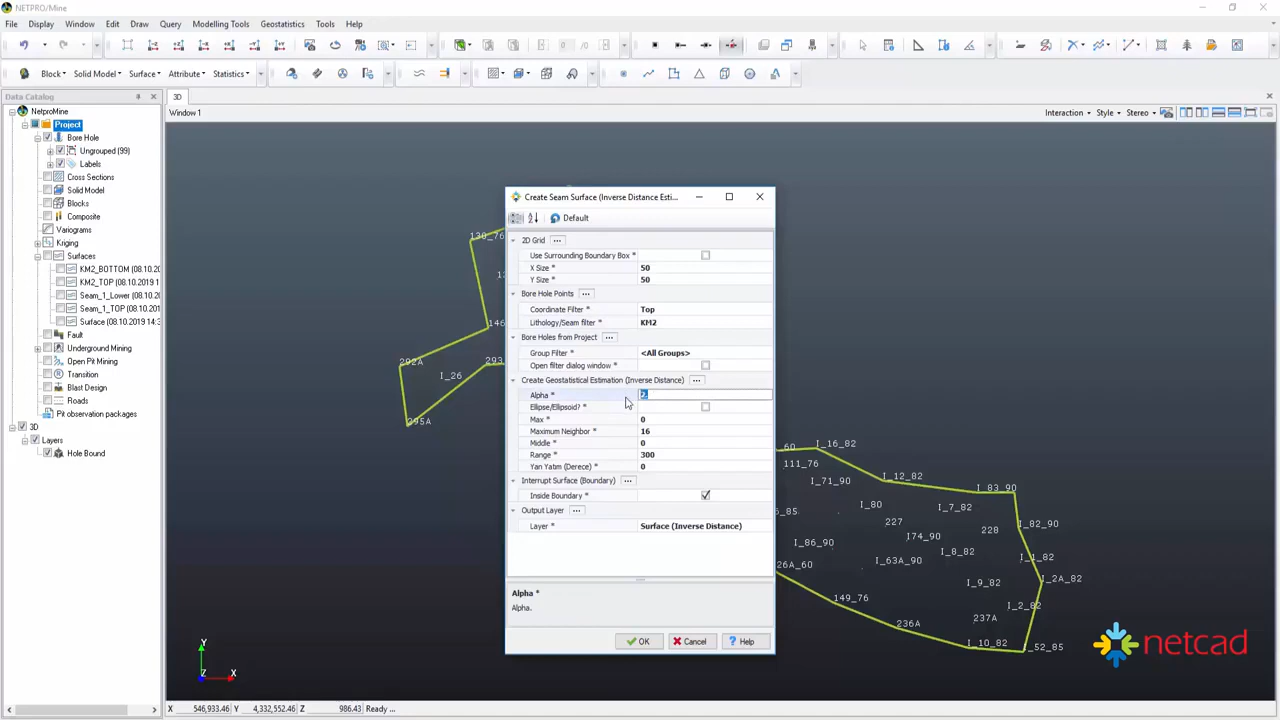 NETPRO/Mine
File Display Window Edit Draw Query Modelling Tools Geostatistics Tools Help
Block Solid Model Surface Attribute Statistics
Data Catalog
3D
NetproMine
Window 1
Interaction Style Stereo
Project
Bore Hole
Ungrouped (99)
Labels
Cross Sections
Solid Model
Blocks
Composite
Variograms
Kriging
Surfaces
KM2_BOTTOM (08.10.20
KM2_TOP (08.10.2019 1
Seam_1_Lower (08.10.20
Seam_1_TOP (08.10.201
Surface (08.10.2019 14:3
Fault
Underground Mining
Open Pit Mining
Transition
Blast Design
Roads
Pit observation packets
3D
Layers
Hole Bound
Create Seam Surface (Inverse Distance Esti...
Default
2D Grid
Use Surrounding Boundary Box *
X Size * 50
Y Size * 50
Bore Hole Points
Coordinate Filter * Top
Lithology/Seam filter * KM2
Bore Holes from Project
Group Filter * <All Groups>
Open filter dialog window *
Create Geostatistical Estimation (Inverse Distance)
Alpha * 2.
Ellipse/Ellipsoid? *
Max * 0
Maximum Neighbor * 16
Middle * 0
Range * 300
Yan Yatım (Derece) * 0
Interrupt Surface (Boundary)
Inside Boundary *
Output Layer
Layer * Surface (Inverse Distance)
Alpha *
Alpha.
OK Cancel Help
130_76
146
292A
293
I_26
295A
_60
I_16_82
111_76
I_71_90
I_12_82
I_83_90
I_80
I_7_82
6_85
227
228
I_82_90
I_86_90
I74_90
I_8_82
I_1_82
26A_60
I_63A_90
I_9_82
I_2A_82
149_76
I_2_82
237A
236A
I_10_82
I_52_85
netcad
Y
Z X
X 546,933.46 Y 4,332,552.46 Z 986.43 Ready ...